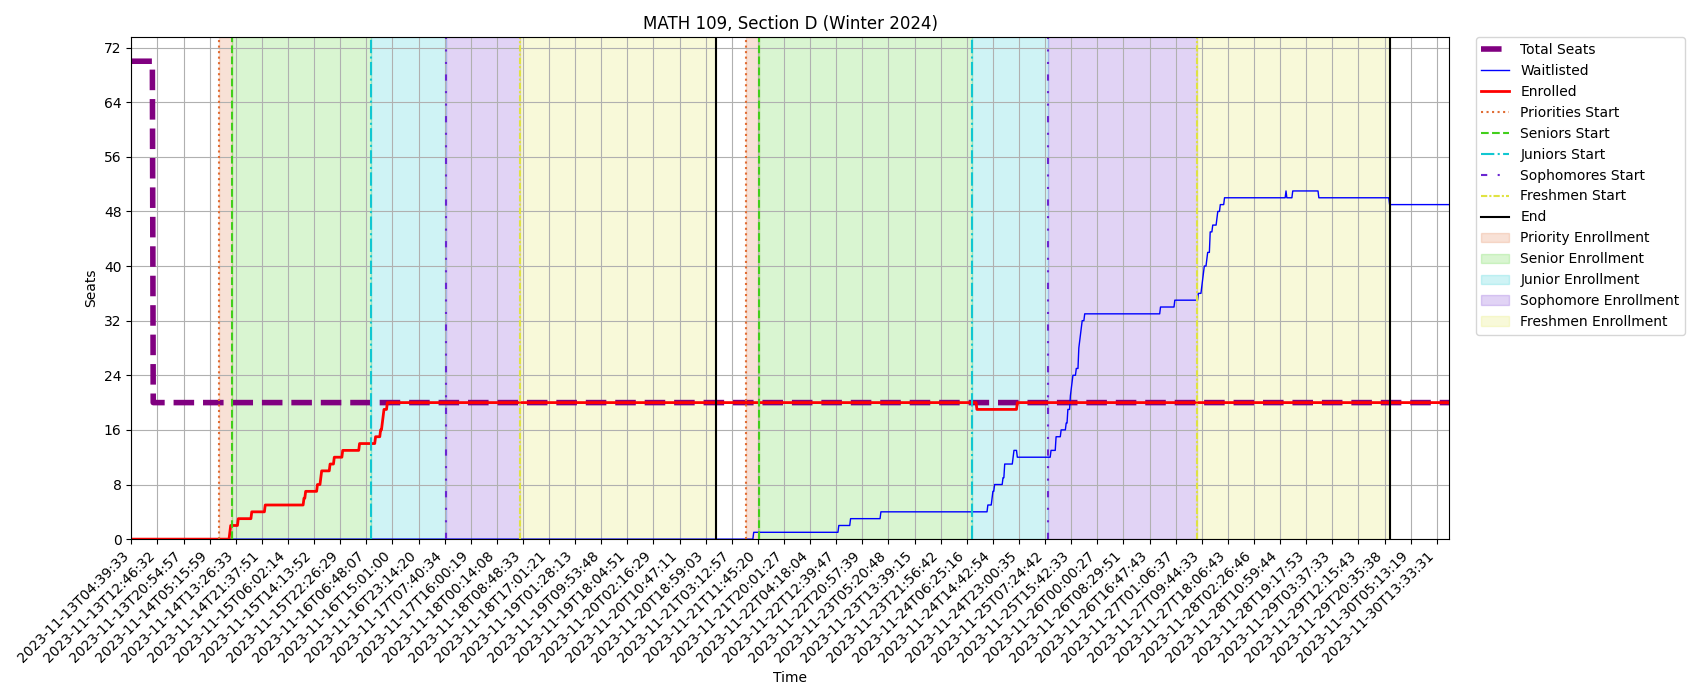 MATH 109, Section D (Winter 2024)
72
64
56
48
40
32
24
16
8
0
Seats
2023-11-13T04:39:33
2023-11-13T12:46:32
2023-11-13T20:54:57
2023-11-14T05:15:59
2023-11-14T13:26:33
2023-11-14T21:37:51
2023-11-15T06:02:14
2023-11-15T14:13:52
2023-11-15T22:26:29
2023-11-16T06:48:07
2023-11-16T15:01:00
2023-11-16T23:14:20
2023-11-17T07:40:34
2023-11-17T16:00:19
2023-11-18T00:14:08
2023-11-18T08:48:33
2023-11-18T17:01:21
2023-11-19T01:28:13
2023-11-19T09:53:48
2023-11-19T18:04:51
2023-11-20T02:16:29
2023-11-20T10:47:11
2023-11-20T18:59:03
2023-11-21T03:12:57
2023-11-21T11:45:20
2023-11-21T20:01:27
2023-11-22T04:18:04
2023-11-22T12:39:47
2023-11-22T20:57:39
2023-11-23T05:20:48
2023-11-23T13:39:15
2023-11-23T21:56:42
2023-11-24T06:25:16
2023-11-24T14:42:54
2023-11-24T23:00:35
2023-11-25T07:24:42
2023-11-25T15:42:33
2023-11-26T00:00:27
2023-11-26T08:29:51
2023-11-26T16:47:43
2023-11-27T01:06:37
2023-11-27T09:44:33
2023-11-27T18:06:43
2023-11-28T02:26:46
2023-11-28T10:59:44
2023-11-28T19:17:53
2023-11-29T03:37:33
2023-11-29T12:15:43
2023-11-29T20:35:38
2023-11-30T05:13:19
2023-11-30T13:33:31
Time
Total Seats
Waitlisted
Enrolled
Priorities Start
Seniors Start
Juniors Start
Sophomores Start
Freshmen Start
End
Priority Enrollment
Senior Enrollment
Junior Enrollment
Sophomore Enrollment
Freshmen Enrollment